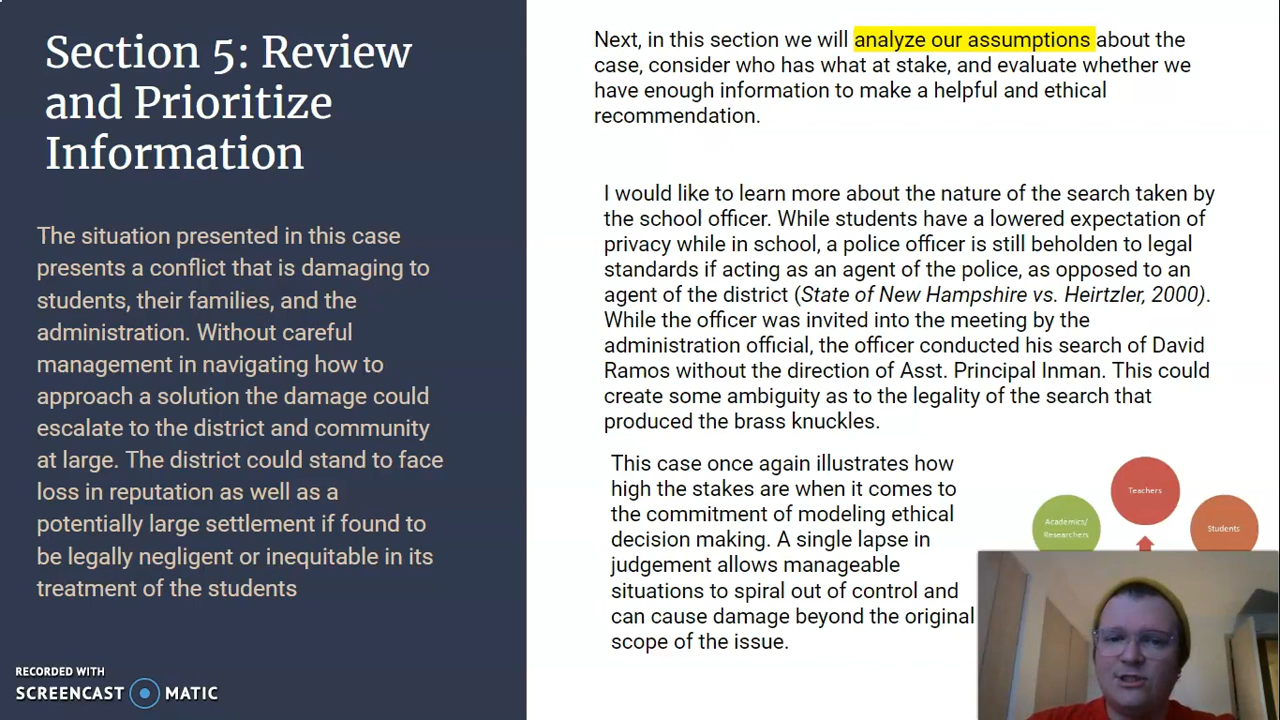 Section 5: Review
and Prioritize
Information
The situation presented in this case
presents a conflict that is damaging to
students, their families, and the
administration. Without careful
management in navigating how to
approach a solution the damage could
escalate to the district and community
at large. The district could stand to face
loss in reputation as well as a
potentially large settlement if found to
be legally negligent or inequitable in its
treatment of the students
RECORDED WITH
SCREENCAST MATIC
Next, in this section we will analyze our assumptions about the
case, consider who has what at stake, and evaluate whether we
have enough information to make a helpful and ethical
recommendation.
I would like to learn more about the nature of the search taken by
the school officer. While students have a lowered expectation of
privacy while in school, a police officer is still beholden to legal
standards if acting as an agent of the police, as opposed to an
agent of the district (State of New Hampshire vs. Heirtzler, 2000).
While the officer was invited into the meeting by the
administration official, the officer conducted his search of David
Ramos without the direction of Asst. Principal Inman. This could
create some ambiguity as to the legality of the search that
produced the brass knuckles.
This case once again illustrates how
high the stakes are when it comes to
the commitment of modeling ethical
decision making. A single lapse in
judgement allows manageable
situations to spiral out of control and
can cause damage beyond the original
scope of the issue.
Teachers
Academics/
Researchers
Students